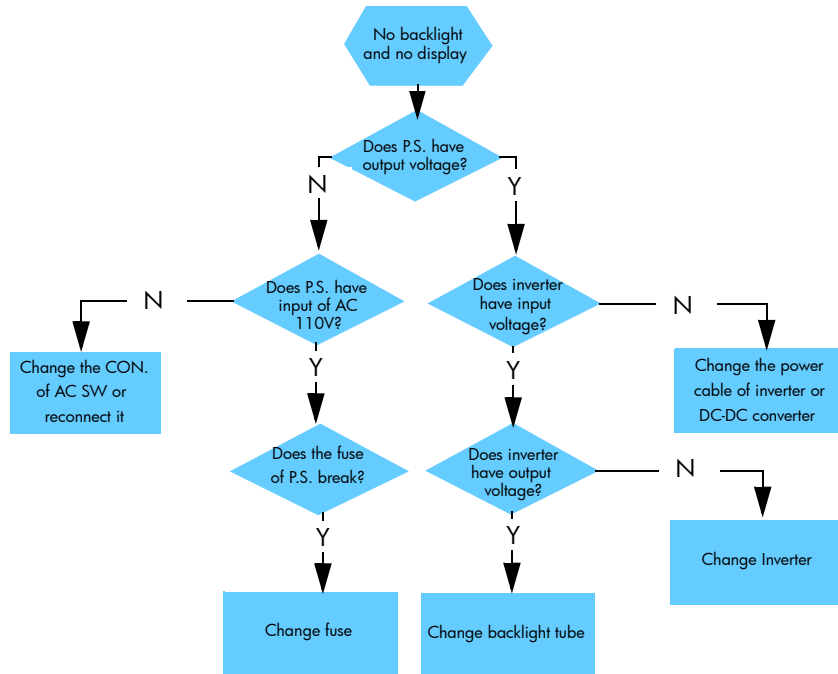 No backlight
and no display
Does P.S. have
output voltage?
N
Y
Does P.S. have
input of AC
110V?
Does inverter
have input
voltage?
N
N
Change the CON.
of AC SW or
reconnect it
Y
Y
Change the power
cable of inverter or
DC-DC converter
Does the fuse
of P.S. break?
Does inverter
have output
voltage?
N
Y
Y
Change Inverter
Change fuse
Change backlight tube